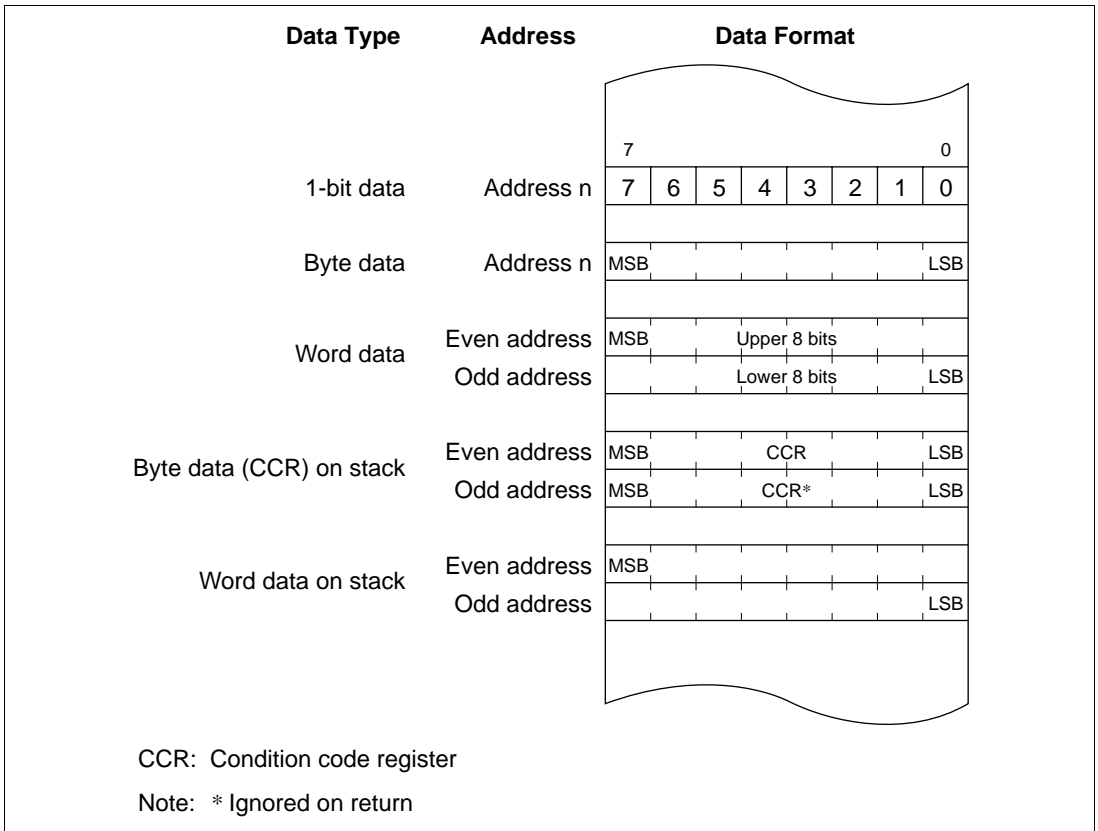 Data Type Address Data Format
7 0
1-bit data Address n 7 6 5 4 3 2 1 0
Byte data Address n MSB LSB
Word data
Even address MSB Upper 8 bits
Odd address Lower 8 bits LSB
Byte data (CCR) on stack
Even address MSB CCR LSB
Odd address MSB CCR* LSB
Word data on stack
Even address MSB
Odd address LSB
CCR: Condition code register
Note: * Ignored on return